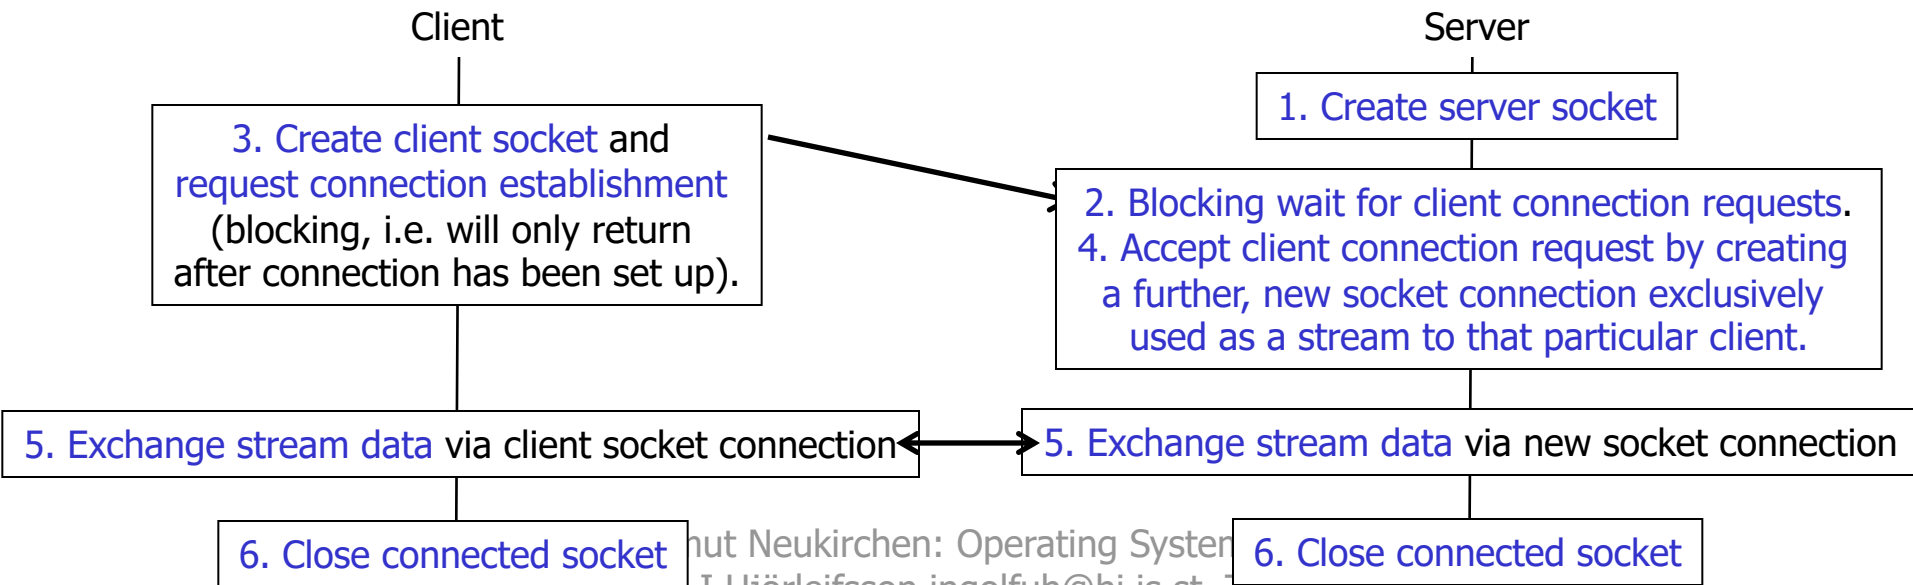 Client
Server
1. Create server socket
3. Create client socket and
request connection establishment
(blocking, i.e. will only return
after connection has been set up).
2. Blocking wait for client connection requests.
4. Accept client connection request by creating
a further, new socket connection exclusively
used as a stream to that particular client.
5. Exchange stream data via client socket connection
5. Exchange stream data via new socket connection
6. Close connected socket
Neukirchen: Operating
6. Close connected socket